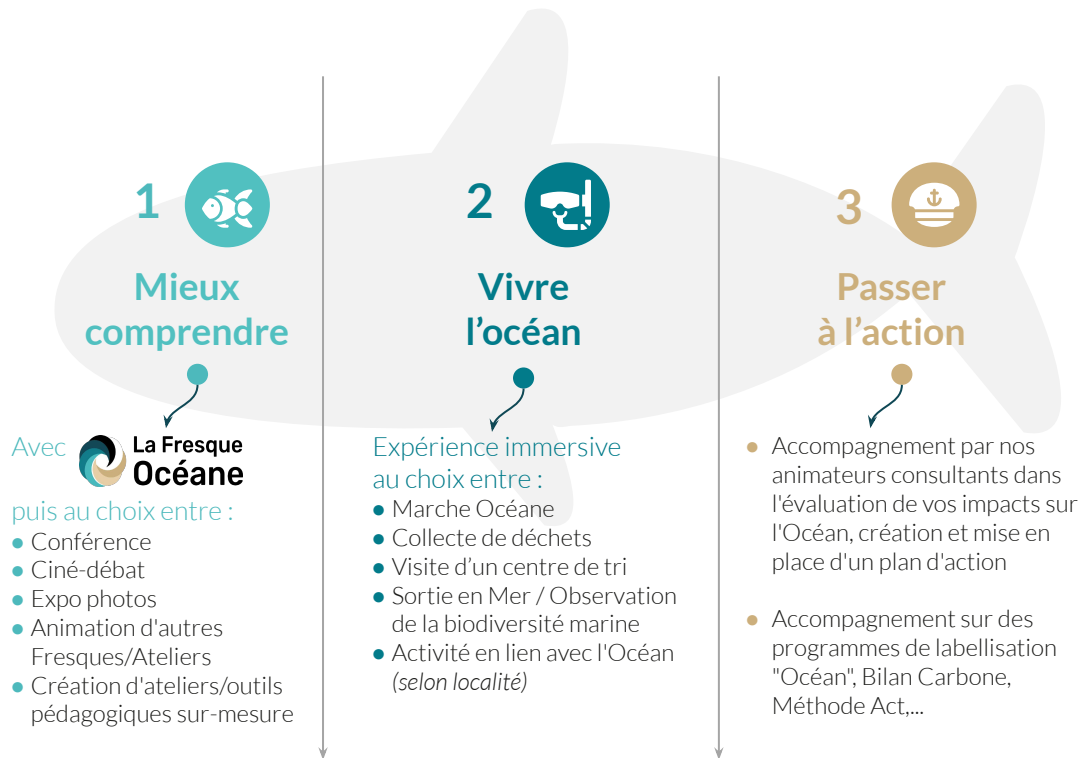 1
Mieux
comprendre
Avec
La Fresque
Océane
puis au choix entre :
● Conférence
● Ciné-débat
● Expo photos
● Animation d'autres
Fresques/Ateliers
● Création d'ateliers/outils
pédagogiques sur-mesure
2
Vivre
l’océan
Expérience immersive
au choix entre :
● Marche Océane
● Collecte de déchets
● Visite d’un centre de tri
● Sortie en Mer / Observation
de la biodiversité marine
● Activité en lien avec l'Océan
(selon localité)
3
Passer
à l’action
● Accompagnement par nos
animateurs consultants dans
l'évaluation de vos impacts sur
l'Océan, création et mise en
place d'un plan d'action
● Accompagnement sur des
programmes de labellisation
"Océan", Bilan Carbone,
Méthode Act,...